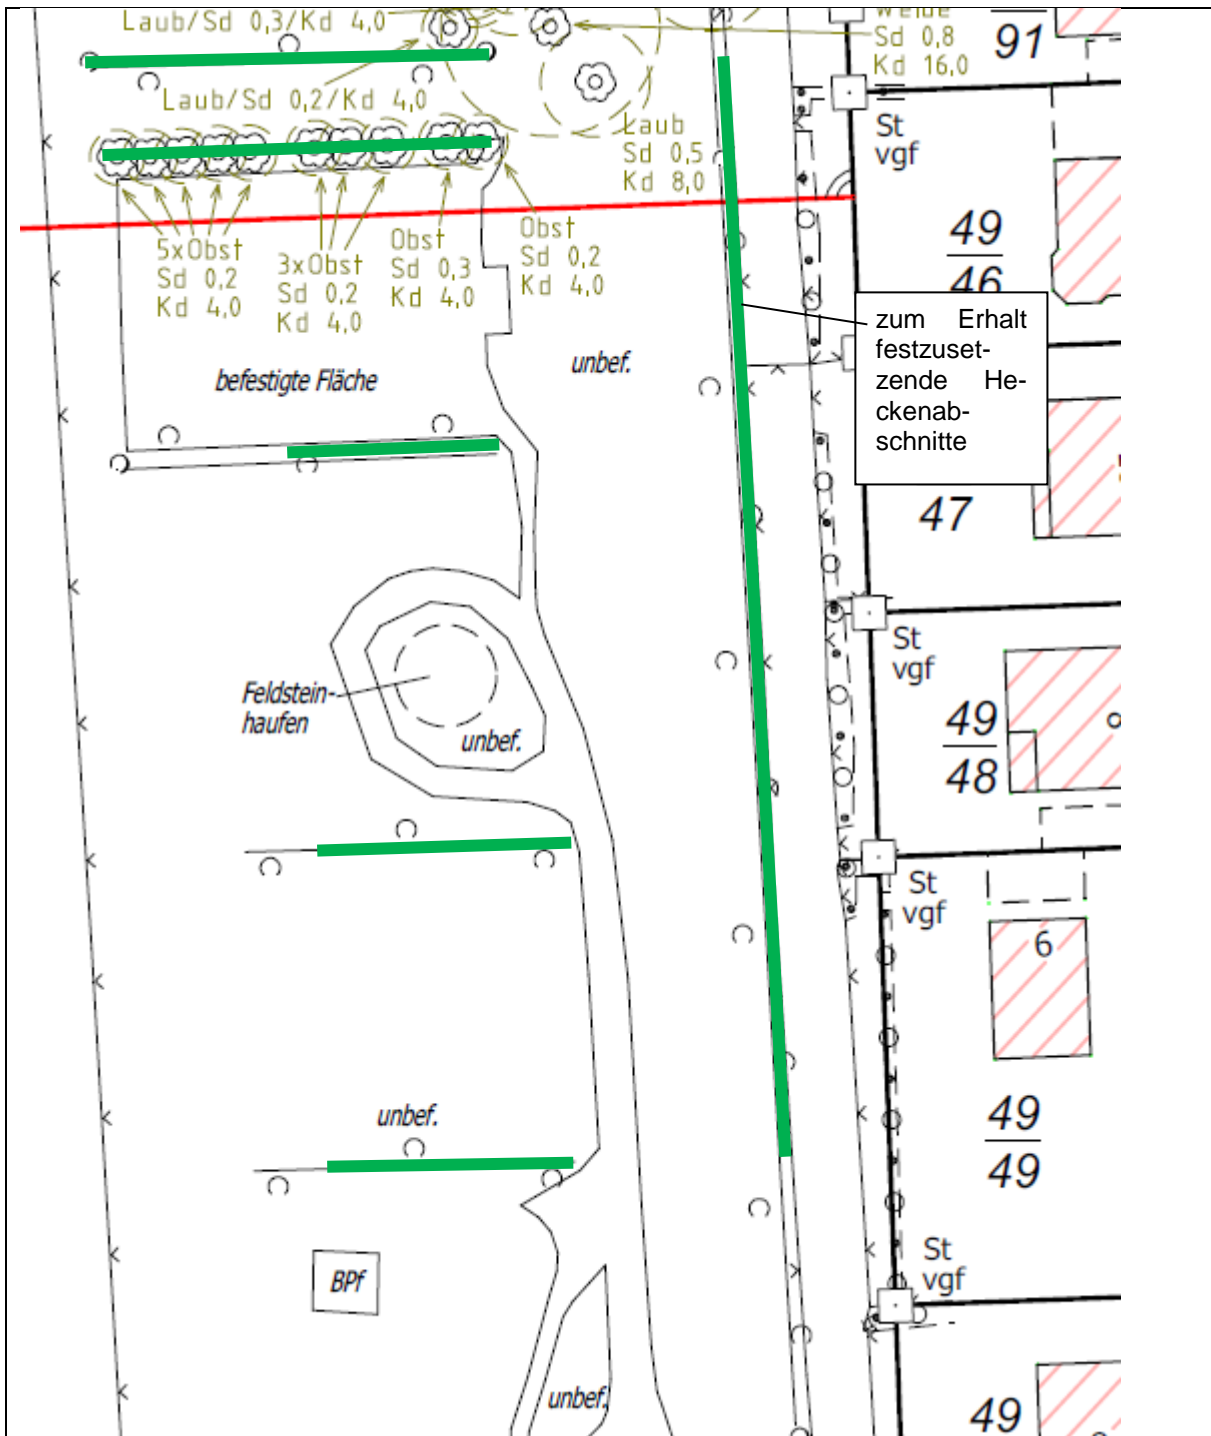 Laub/Sd 0,3/Kd 4,0
Weide
Sd 0,8
Kd 16,0
91
Laub/Sd 0,2/Kd 4,0
Laub
Sd 0,5
Kd 8,0
St
vgf
5xObst
Sd 0,2
Kd 4,0
3xObst
Sd 0,2
Kd 4,0
Obst
Sd 0,3
Kd 4,0
Obst
Sd 0,2
Kd 4,0
49
46
zum Erhalt
festzuset-
zende He-
ckenab-
schnitte
befestigte Fläche
unbef.
47
St
vgf
Feldstein-
haufen
unbef.
49
48
St
vgf
6
unbef.
49
49
St
vgf
BPf
unbef.
49